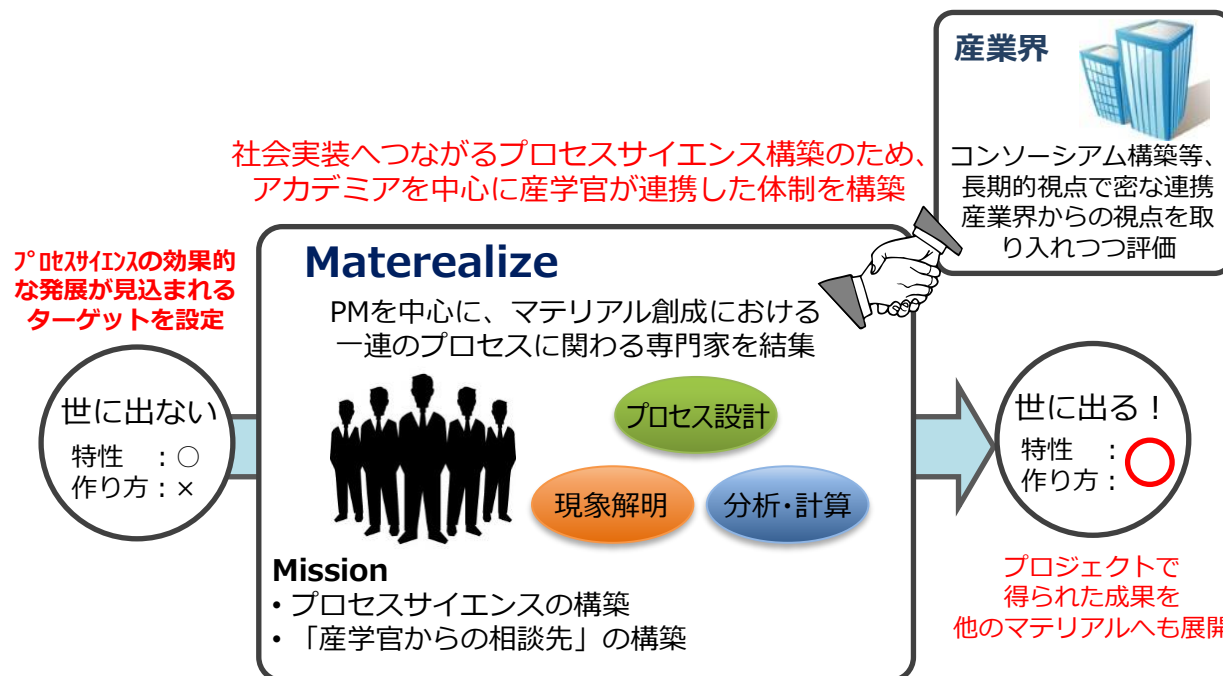 産業界
コンソーシアム構築等、
長期的視点で密な連携
産業界からの視点を取
り入れつつ評価
社会実装へつながるプロセスサイエンス構築のため、
アカデミアを中心に産学官が連携した体制を構築
ﾌﾟﾛｾｽｻｲｴﾝｽの効果的
な発展が見込まれる
ターゲットを設定
世に出ない
特性　：○
作り方：×
Materealize
PMを中心に、マテリアル創成における
一連のプロセスに関わる専門家を結集
プロセス設計
現象解明
分析・計算
Mission
・プロセスサイエンスの構築
・「産学官からの相談先」の構築
世に出る！
特性　：
作り方：
プロジェクトで
得られた成果を
他のマテリアルへも展開